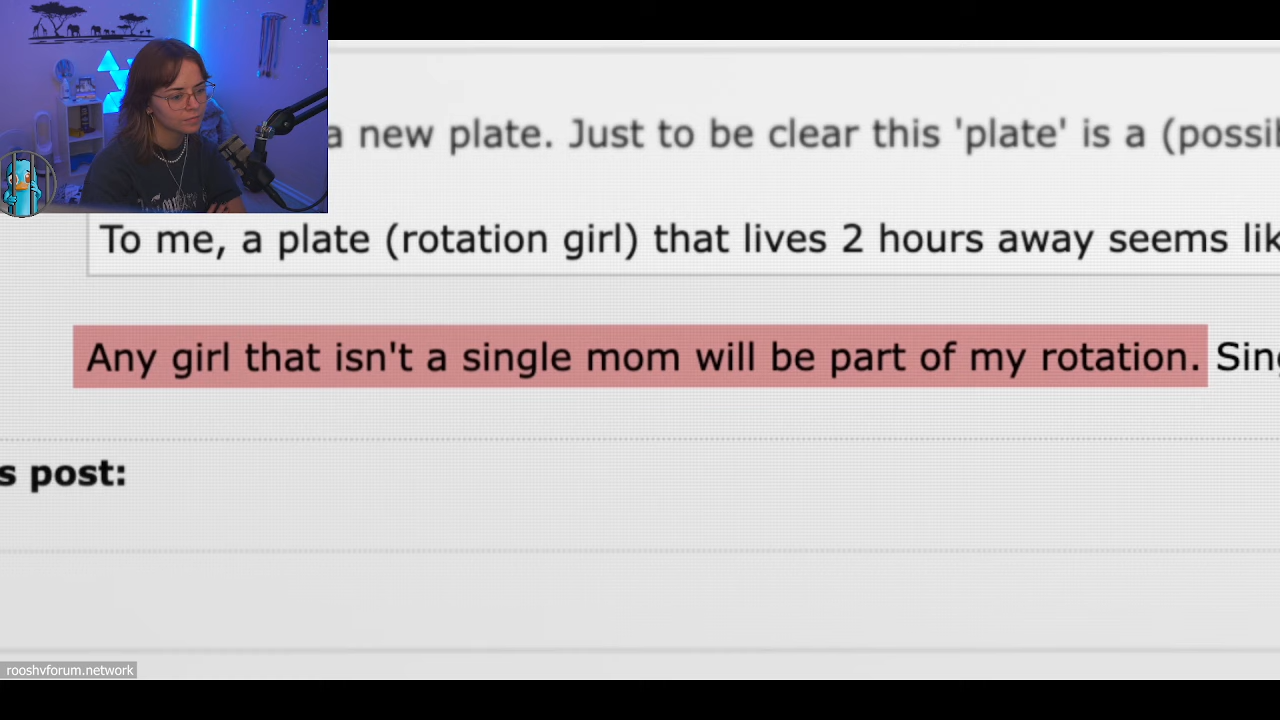 a new plate. Just to be clear this 'plate' is a
To me, a plate (rotation girl) that lives 2 hours away seems
Any girl that isn't a single mom will be part of my rotation.
post:
rooshvforum.network